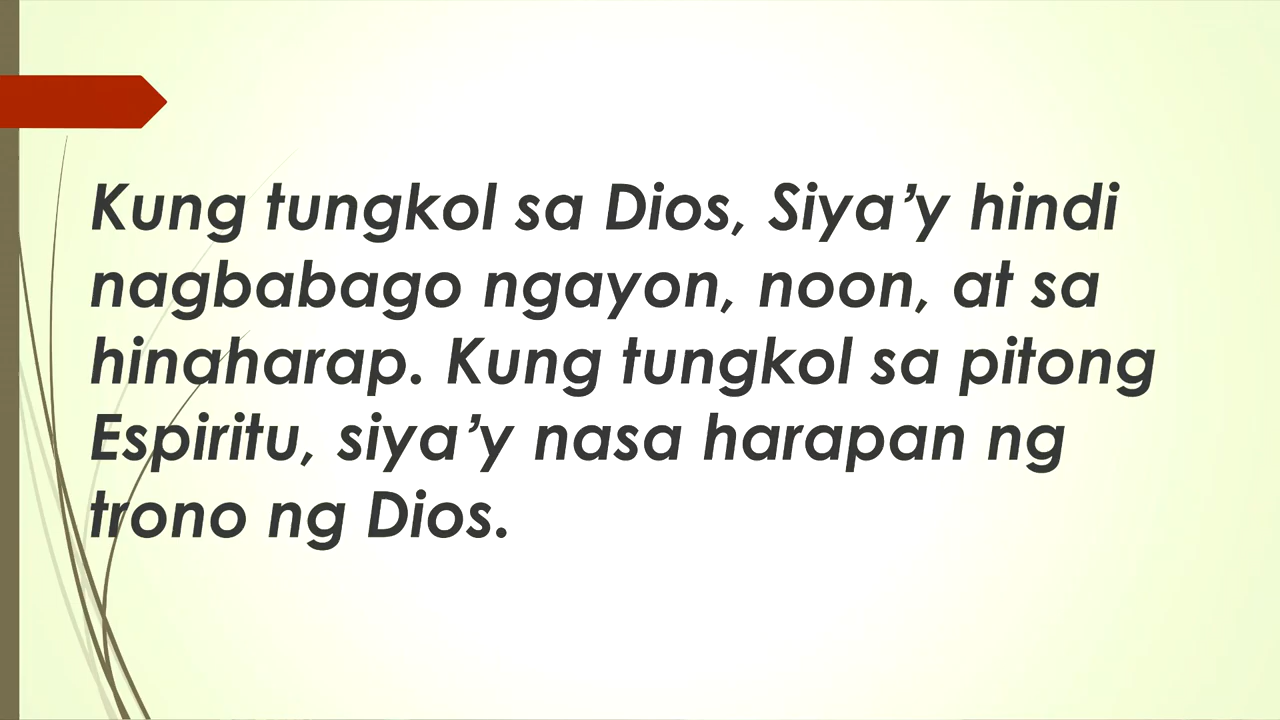 Kung tungkol sa Dios, Siya’y hindi
nagbabago ngayon, noon, at sa
hinaharap. Kung tungkol sa pitong
Espiritu, siya’y nasa harapan ng
trono ng Dios.